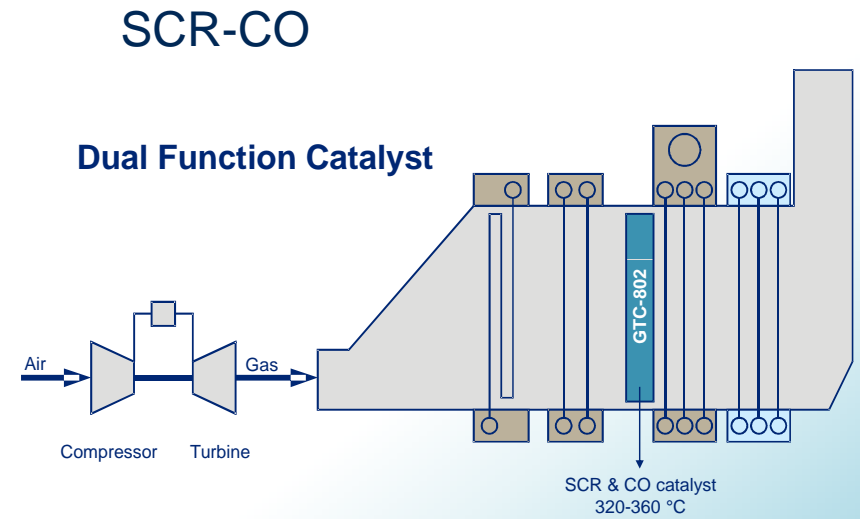 SCR-CO
Dual Function Catalyst
GTC-802
Air
Gas
Compressor
Turbine
SCR & CO catalyst
320-360 °C